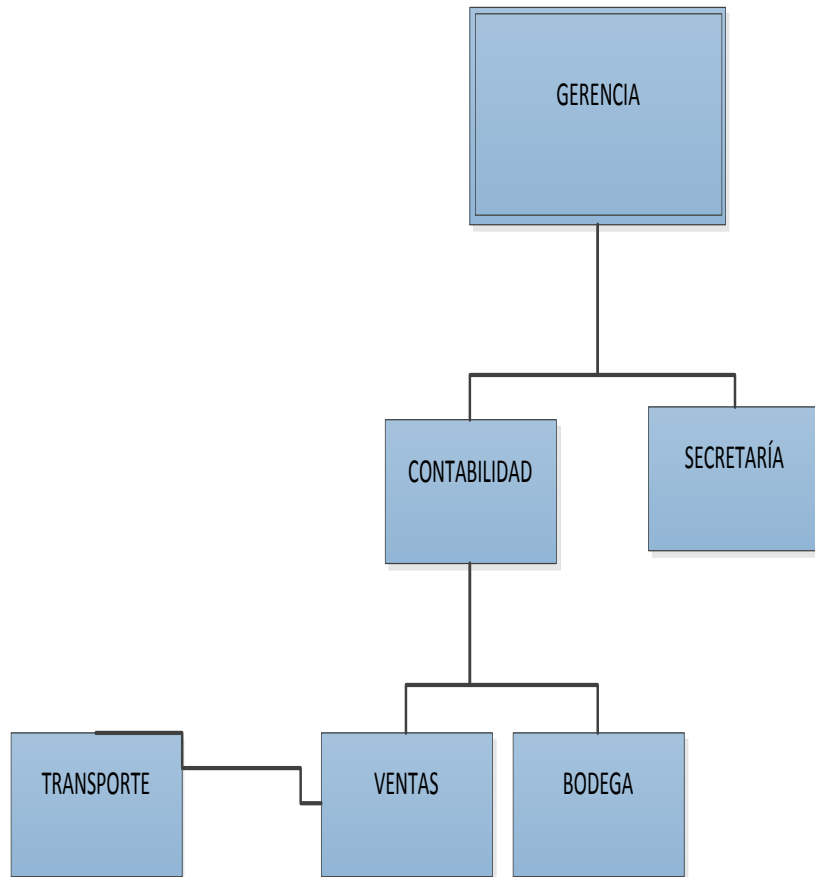 GERENCIA
CONTABILIDAD
SECRETARÍA
TRANSPORTE
VENTAS
BODEGA